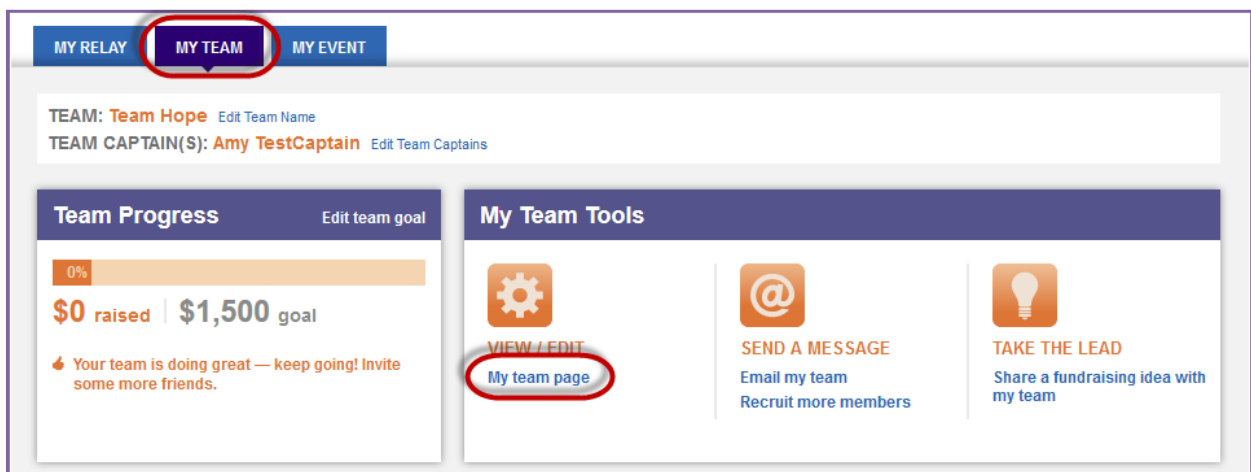 MY RELAY MY TEAM MY EVENT
TEAM: Team Hope Edit Team Name
TEAM CAPTAIN(S): Amy TestCaptain Edit Team Captains
Team Progress Edit team goal
0%
$0 raised $1,500 goal
Your team is doing great — keep going! Invite
some more friends.
My Team Tools
VIEW / EDIT
My team page
SEND A MESSAGE
Email my team
Recruit more members
TAKE THE LEAD
Share a fundraising idea with
my team